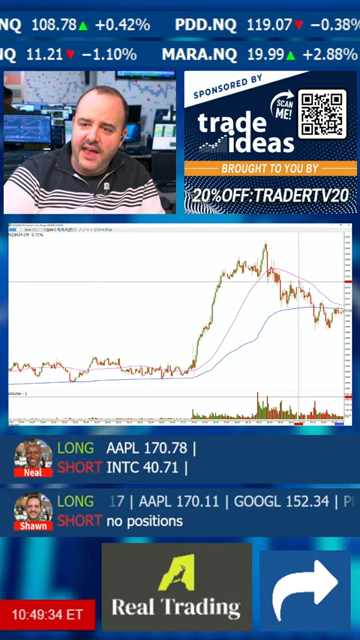 NQ 108.78▲ +0.42% PDD.NQ 119.07▼ −0.38%
NQ 11.21▼ −1.10% MARA.NQ 19.99▲ +2.88%
SPONSORED BY
SCAN ME!
trade ideas
BROUGHT TO YOU BY
20%OFF:TRADERTV20
LONG AAPL 170.78 |
SHORT INTC 40.71 |
Neal
LONG 17 | AAPL 170.11 | GOOGL 152.34 |
SHORT no positions
Shawn
Real Trading
10:49:34 ET